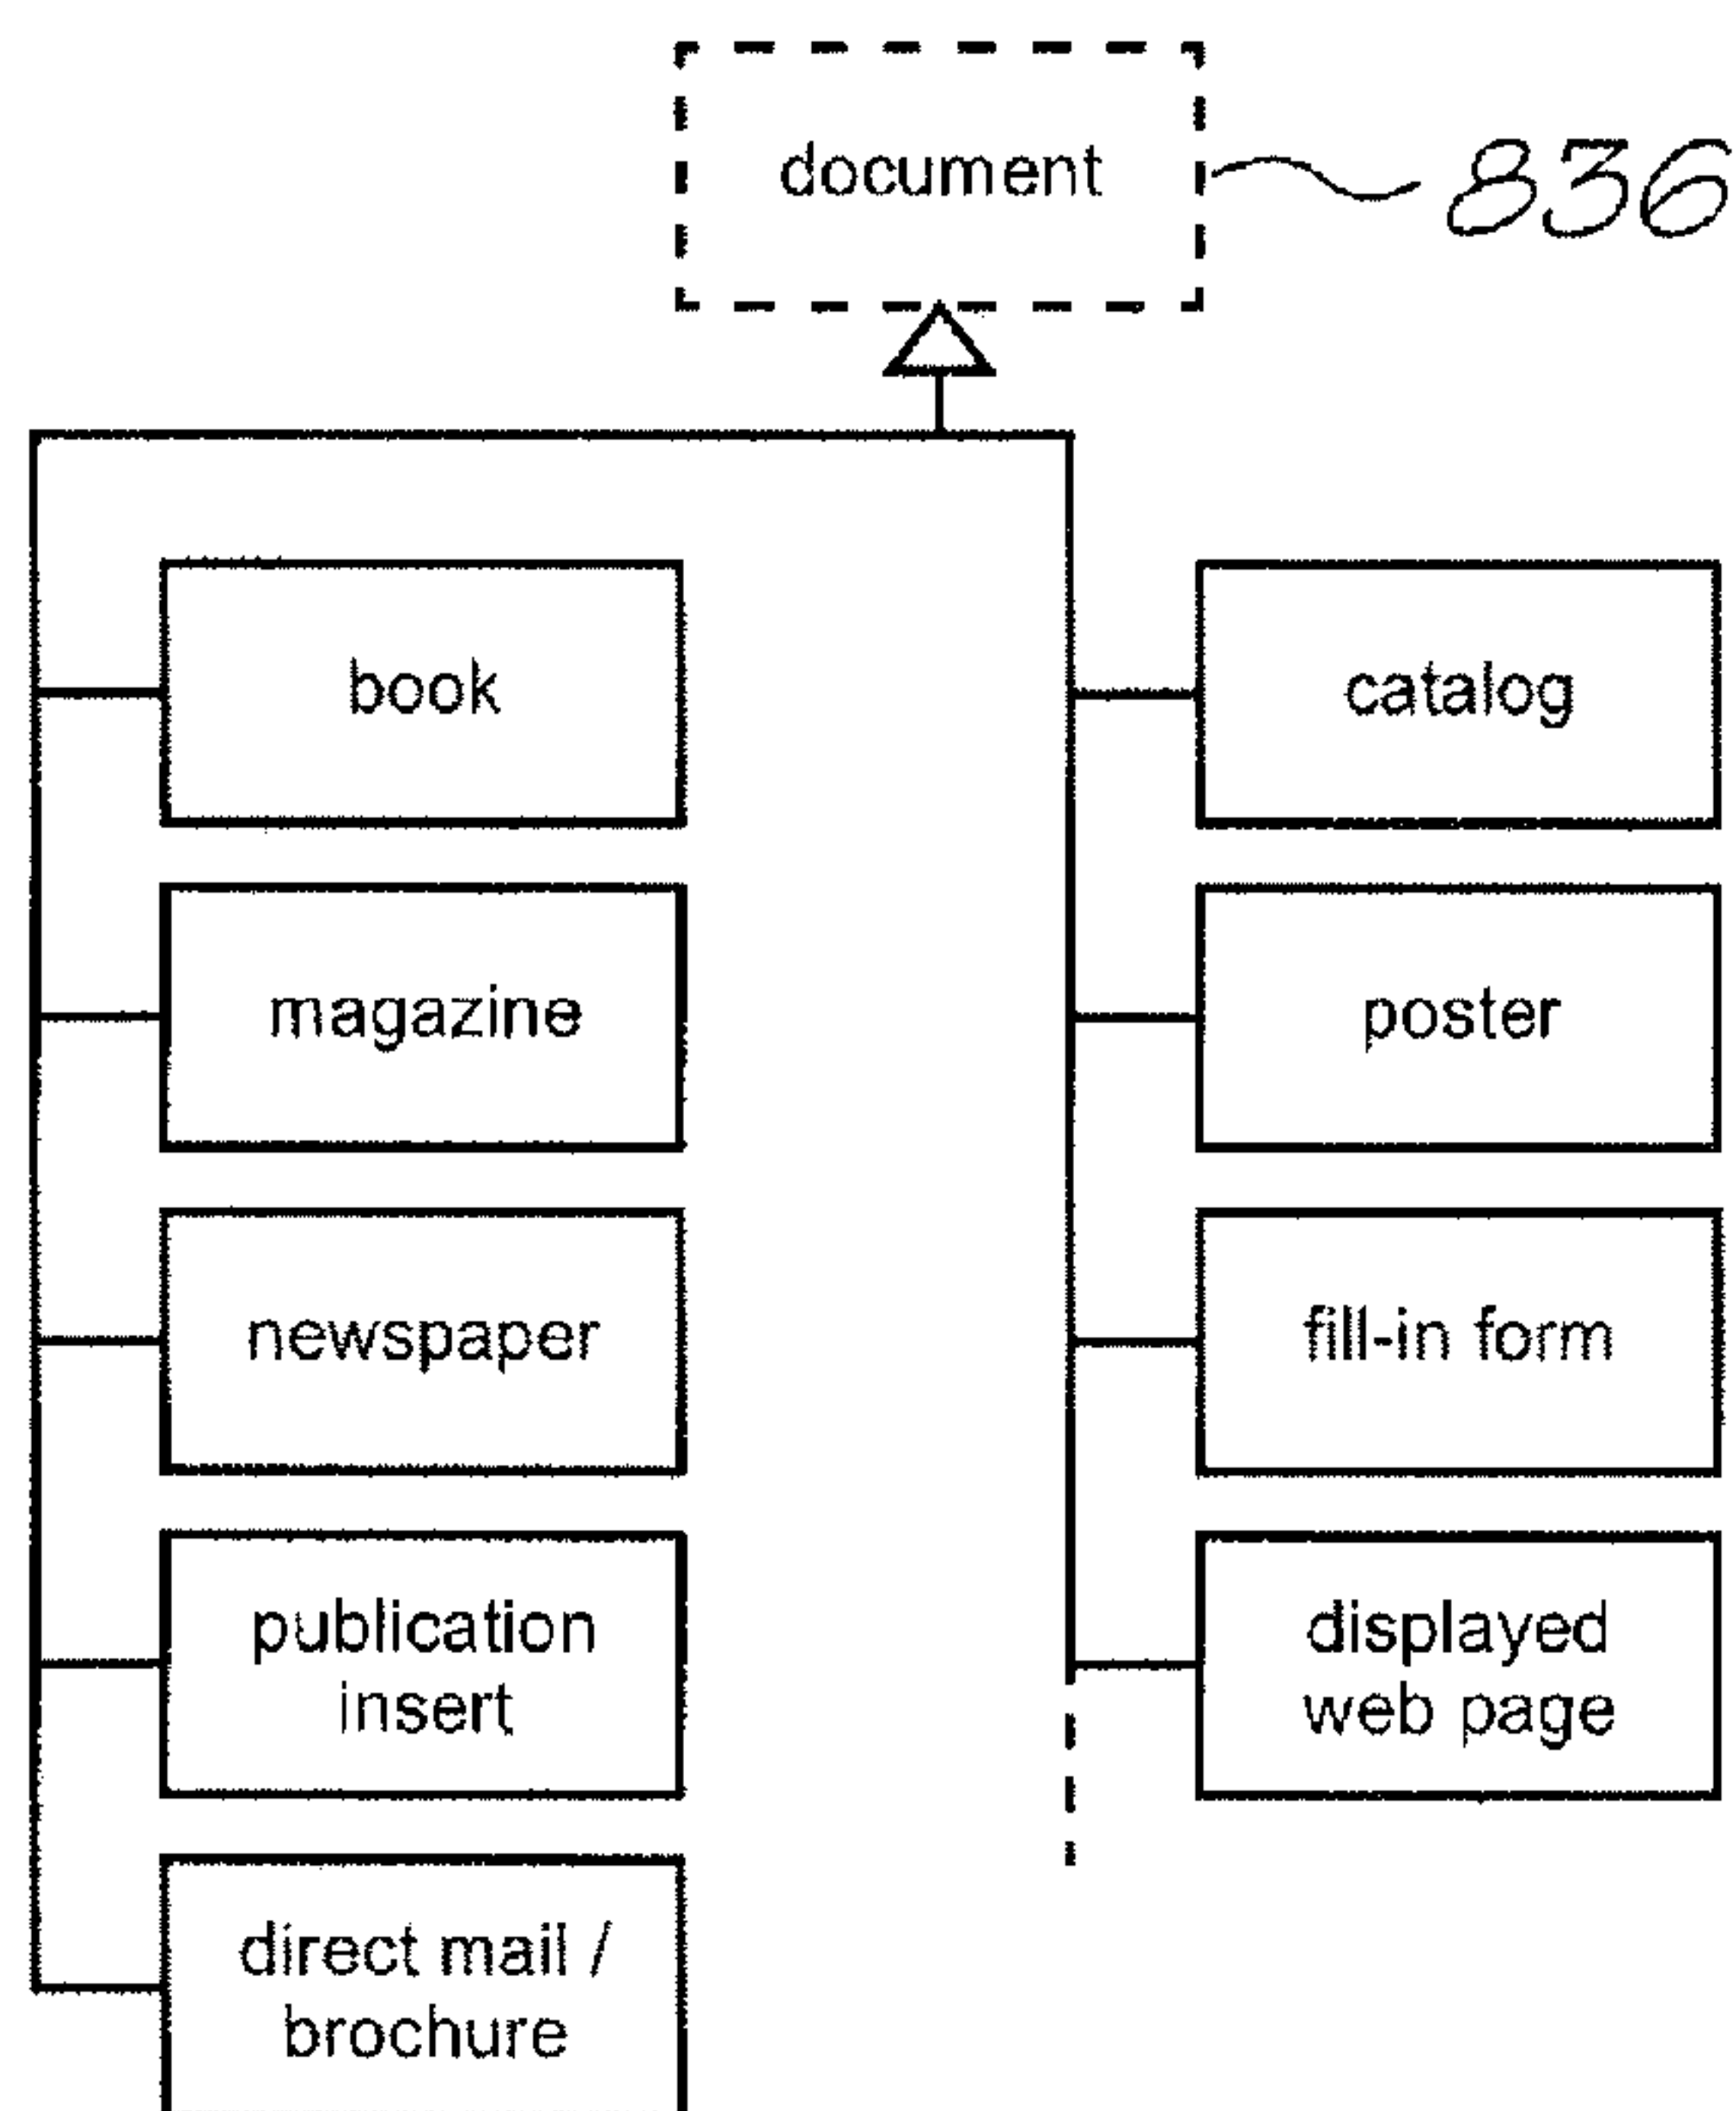 document
836
book
magazine
newspaper
publication
insert
direct mail /
brochure
catalog
poster
fill-in form
displayed
web page